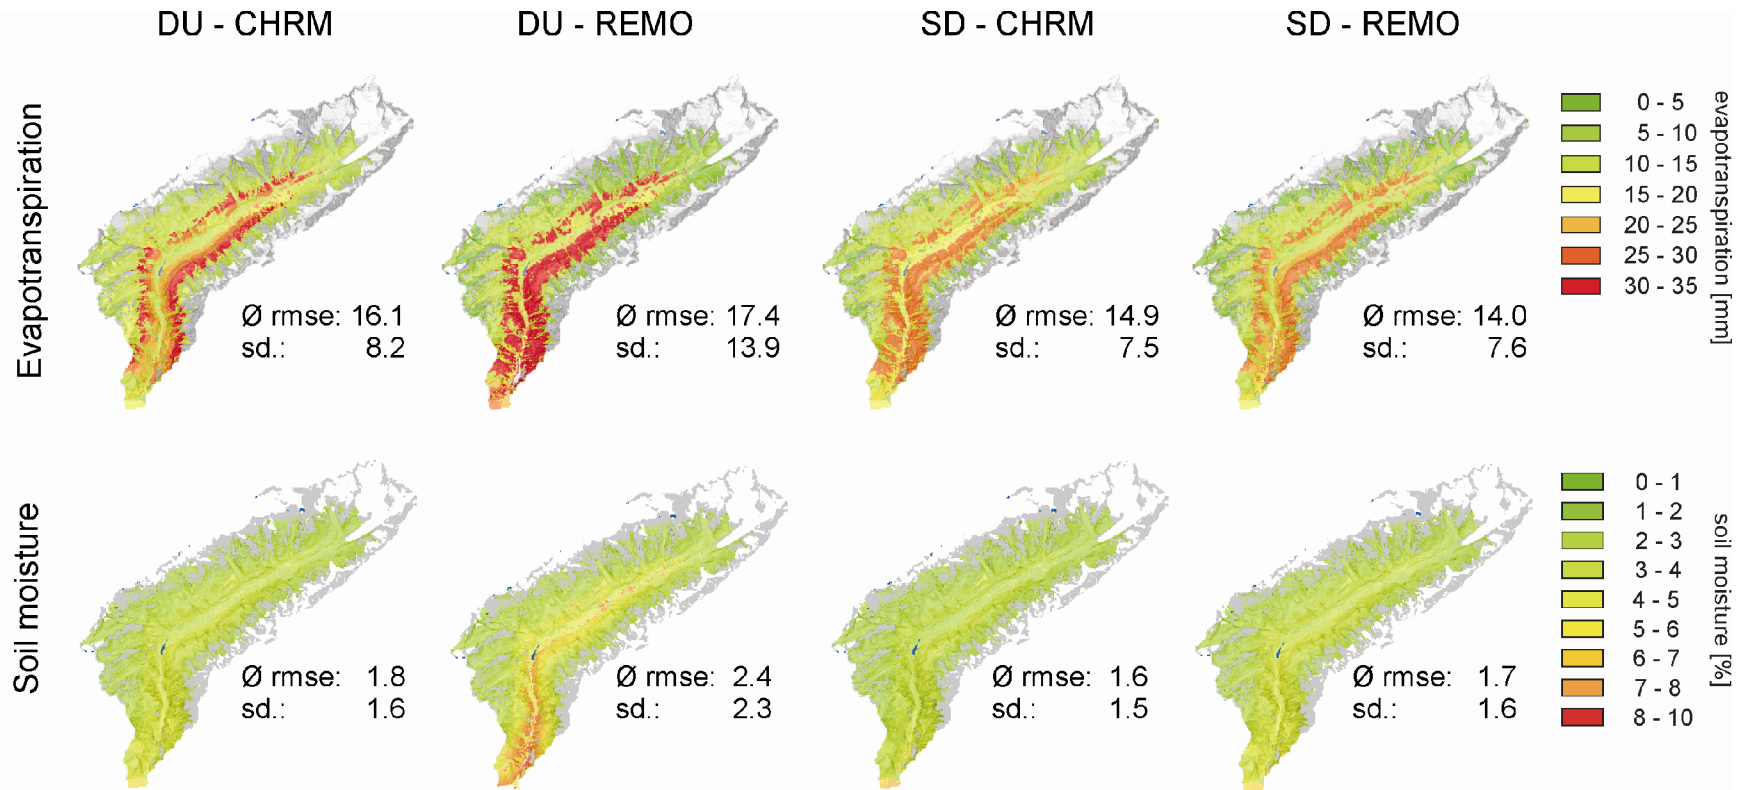 DU - CHRM
DU - REMO
SD - CHRM
SD - REMO
Evapotranspiration
Ø rmse: 16.1
sd.: 8.2
Ø rmse: 17.4
sd.: 13.9
Ø rmse: 14.9
sd.: 7.5
Ø rmse: 14.0
sd.: 7.6
0 - 5
5 - 10
10 - 15
15 - 20
20 - 25
25 - 30
30 - 35
evapotranspiration [mm]
Soil moisture
Ø rmse: 1.8
sd.: 1.6
Ø rmse: 2.4
sd.: 2.3
Ø rmse: 1.6
sd.: 1.5
Ø rmse: 1.7
sd.: 1.6
0 - 1
1 - 2
2 - 3
3 - 4
4 - 5
5 - 6
6 - 7
7 - 8
8 - 10
soil moisture [%]